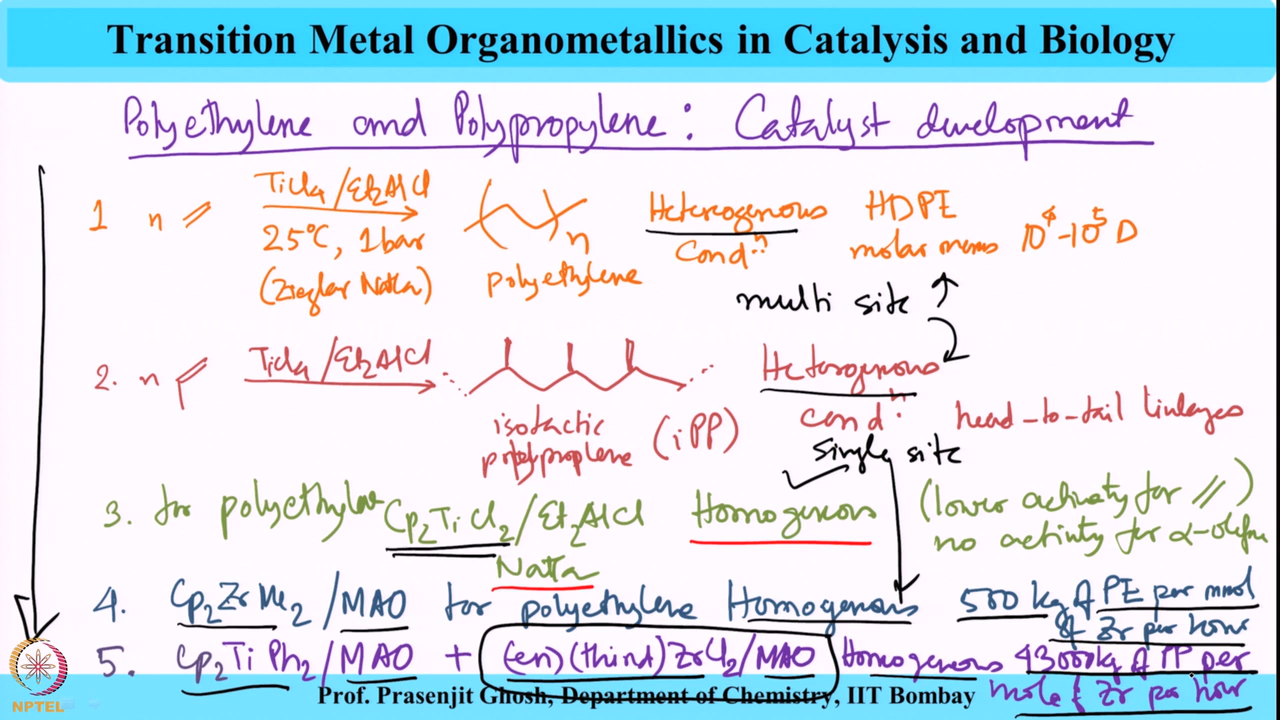 Transition Metal Organometallics in Catalysis and Biology
Polyethylene and Polypropylene : Catalyst development
1 n TiCl4/Et2AlCl n Heterogenous HDPE
25°C, 1bar Condn. molar mass 10^4-10^5 D
(Ziegler Natta) polyethylene
multi site
2. n TiCl4/Et2AlCl Heterogenous
isotactic (iPP) condn. head-to-tail linkages
polypropylene single site
3. for polyethylene Cp2TiCl2/Et2AlCl Homogenous (lower activity for )
Natta no activity for α-olefins
4. Cp2ZrMe2/MAO for polyethylene Homogenous 500 kg of PE per mmol
of Zr per hour
5. Cp2TiPh2/MAO + (en)(thind)ZrCl2/MAO Homogenous 43000kg of PP per
mole of Zr per hour
Prof. Prasenjit Ghosh, Department of Chemistry, IIT Bombay
NPTEL